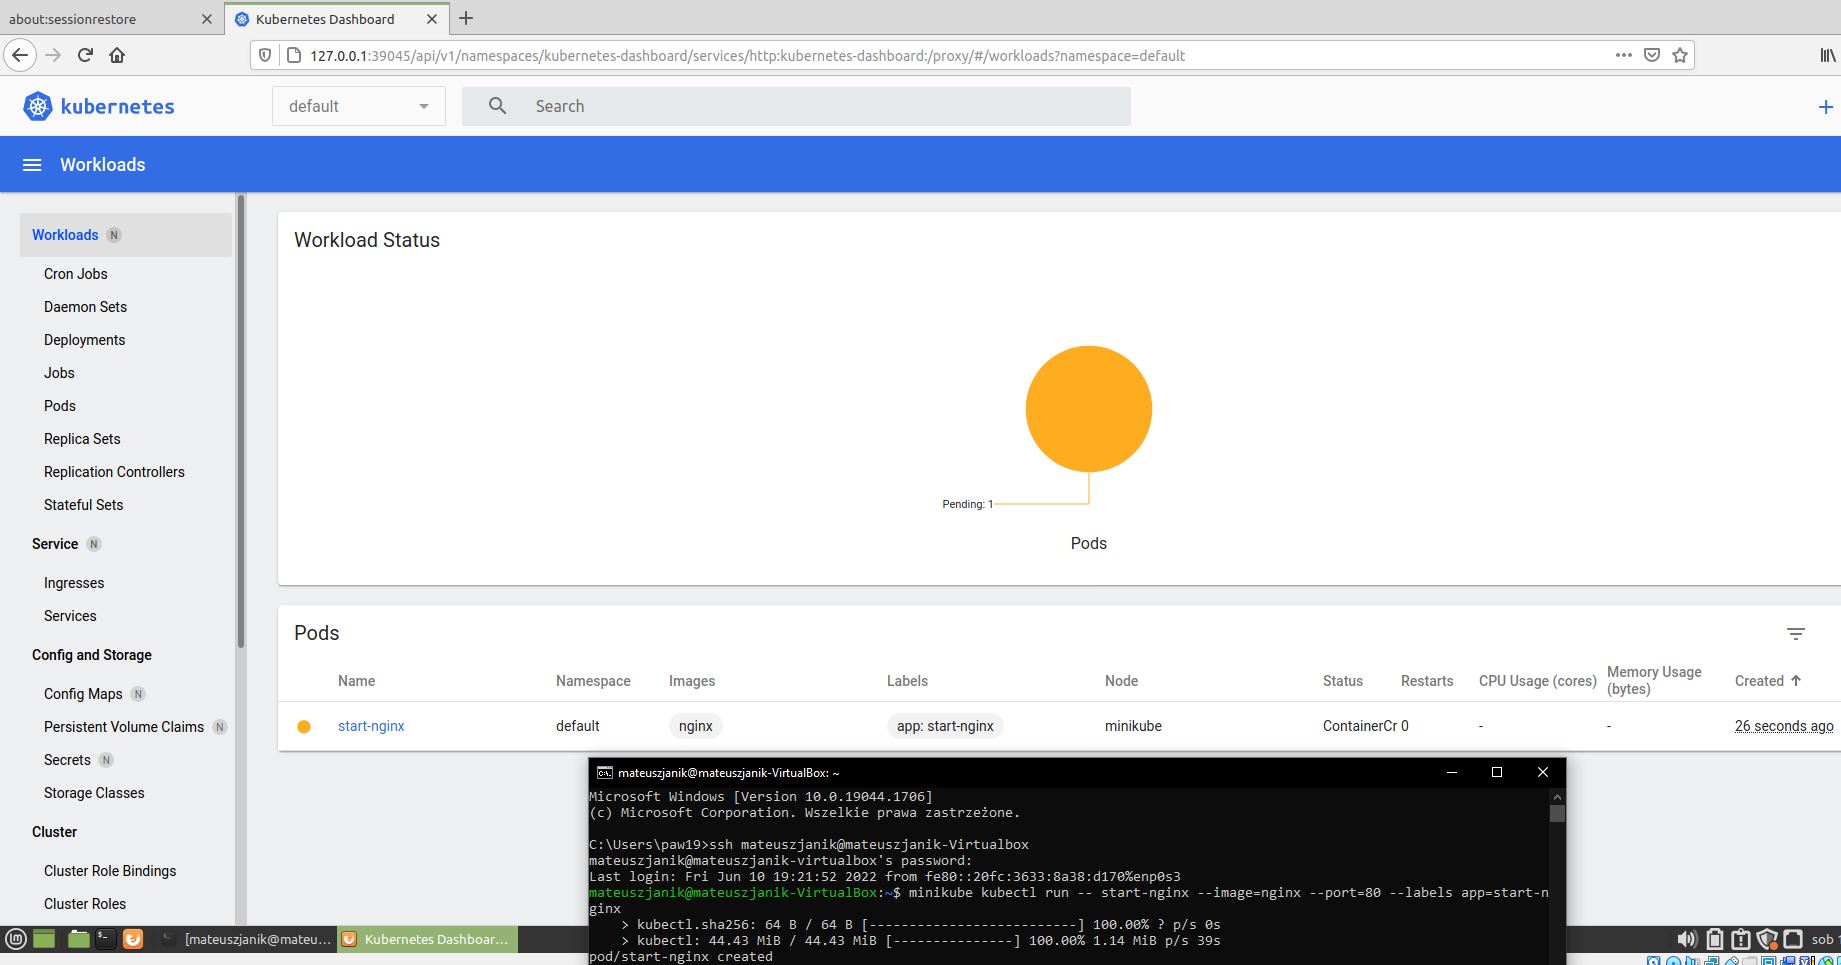 about:sessionrestore
Kubernetes Dashboard
127.0.0.1:39045/api/v1/namespaces/kubernetes-dashboard/services/http:kubernetes-dashboard:/proxy/#/workloads?namespace=default
kubernetes
default
Search
Workloads
Workloads N
Cron Jobs
Daemon Sets
Deployments
Jobs
Pods
Replica Sets
Replication Controllers
Stateful Sets
Service N
Ingresses
Services
Config and Storage
Config Maps N
Persistent Volume Claims N
Secrets N
Storage Classes
Cluster
Cluster Role Bindings
Cluster Roles
Workload Status
Pending: 1
Pods
Pods
Name Namespace Images Labels Node Status Restarts CPU Usage (cores) Memory Usage (bytes) Created
start-nginx default nginx app: start-nginx minikube ContainerCr 0 - - 26 seconds ago
mateuszjanik@mateuszjanik-VirtualBox: ~
Microsoft Windows [Version 10.0.19044.1706]
(c) Microsoft Corporation. Wszelkie prawa zastrzeżone.
C:\Users\paw19>ssh mateuszjanik@mateuszjanik-Virtualbox
mateuszjanik@mateuszjanik-virtualbox's password:
Last login: Fri Jun 10 19:21:52 2022 from fe80::20fc:3633:8a38:d170%enp0s3
mateuszjanik@mateuszjanik-VirtualBox:~$ minikube kubectl run -- start-nginx --image=nginx --port=80 --labels app=start-n
ginx
> kubectl.sha256: 64 B / 64 B [--------------------------] 100.00% ? p/s 0s
> kubectl: 44.43 MiB / 44.43 MiB [---------------] 100.00% 1.14 MiB p/s 39s
pod/start-nginx created
[mateuszjanik@mateu...
Kubernetes Dashboar...
sob 1